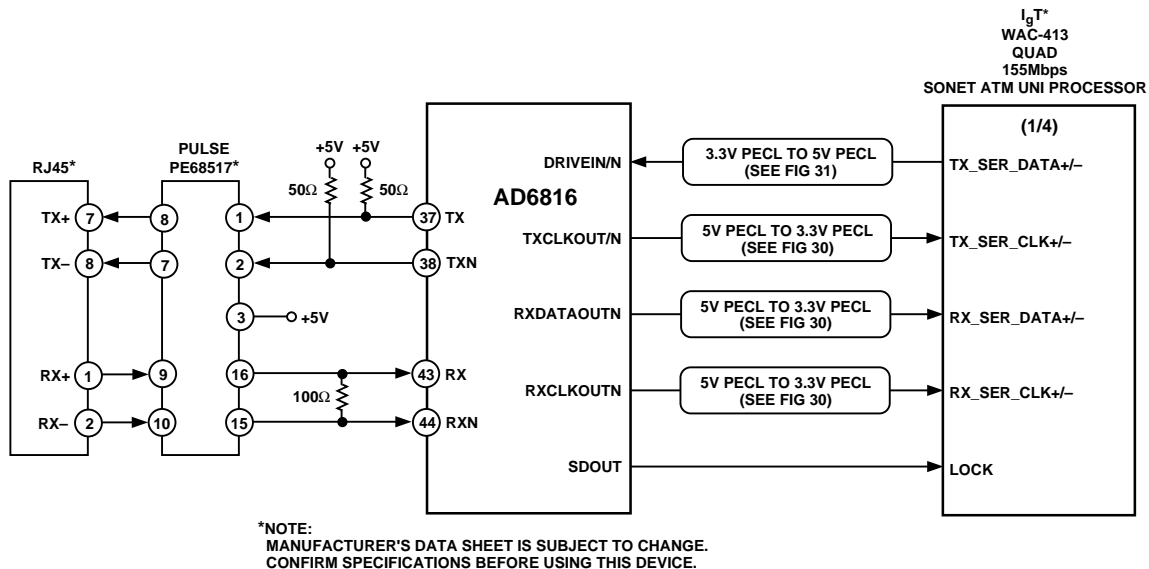 IgT*
WAC-413
QUAD
155Mbps
SONET ATM UNI PROCESSOR
(1/4)
PULSE
PE68517*
RJ45*
+5V +5V
50Ω 50Ω
AD6816
DRIVEIN/N
3.3V PECL TO 5V PECL
(SEE FIG 31)
TX_SER_DATA+/–
TX+ 7 8 1 37 TX
TXCLKOUT/N
5V PECL TO 3.3V PECL
(SEE FIG 30)
TX_SER_CLK+/–
TX– 8 7 2 38 TXN
3 +5V
RXDATAOUTN
5V PECL TO 3.3V PECL
(SEE FIG 30)
RX_SER_DATA+/–
RX+ 1 9 16 43 RX
100Ω
RXCLKOUTN
5V PECL TO 3.3V PECL
(SEE FIG 30)
RX_SER_CLK+/–
RX– 2 10 15 44 RXN
SDOUT
LOCK
*NOTE:
MANUFACTURER'S DATA SHEET IS SUBJECT TO CHANGE.
CONFIRM SPECIFICATIONS BEFORE USING THIS DEVICE.